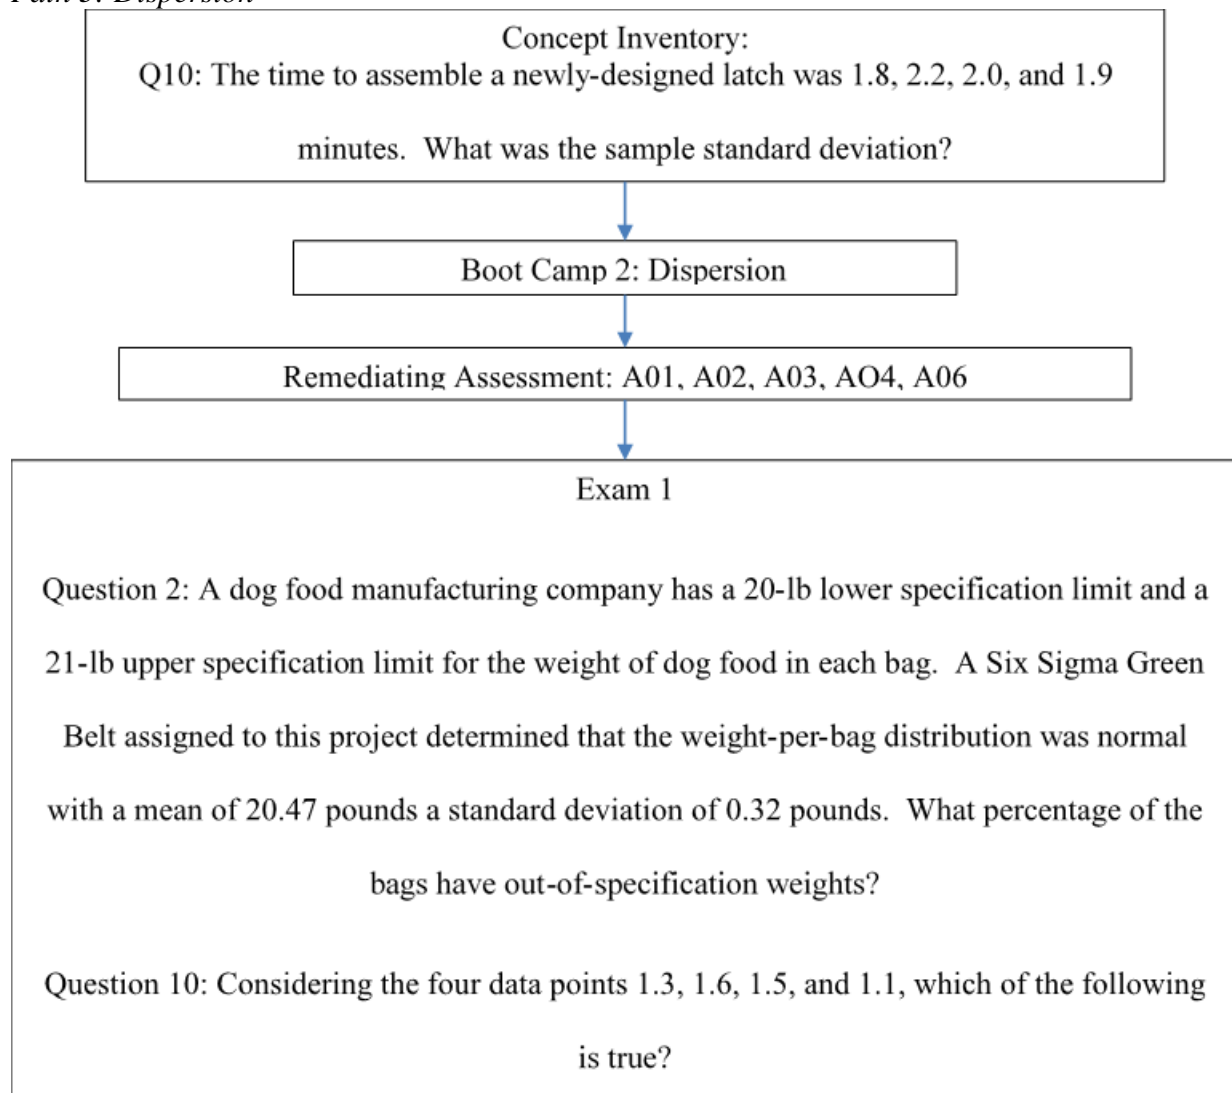 Path 3: Dispersion
Concept Inventory:
Q10: The time to assemble a newly-designed latch was 1.8, 2.2, 2.0, and 1.9
minutes.  What was the sample standard deviation?
Boot Camp 2: Dispersion
Remediating Assessment: A01, A02, A03, AO4, A06
Exam 1
Question 2: A dog food manufacturing company has a 20-lb lower specification limit and a
21-lb upper specification limit for the weight of dog food in each bag.  A Six Sigma Green
Belt assigned to this project determined that the weight-per-bag distribution was normal
with a mean of 20.47 pounds a standard deviation of 0.32 pounds.  What percentage of the
bags have out-of-specification weights?
Question 10: Considering the four data points 1.3, 1.6, 1.5, and 1.1, which of the following
is true?